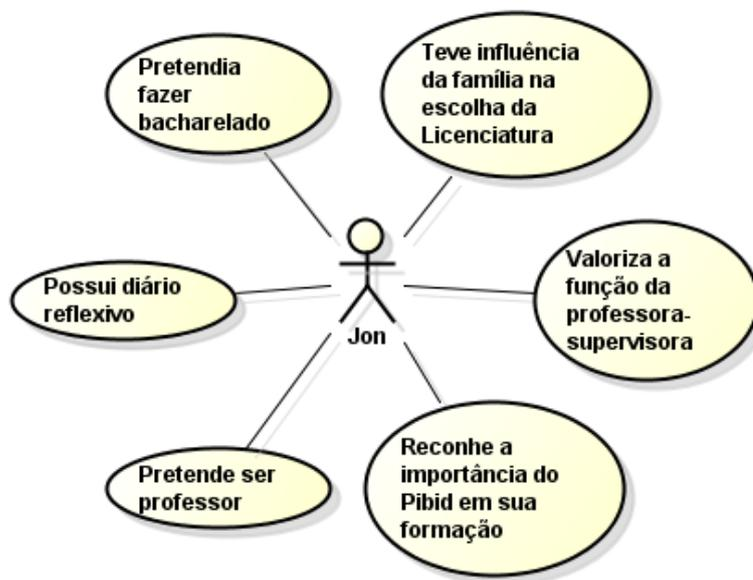 Pretendia
fazer
bacharelado
Teve influência
da família na
escolha da
Licenciatura
Possui diário
reflexivo
Jon
Valoriza a
função da
professora-
supervisora
Pretende ser
professor
Reconhe a
importância do
Pibid em sua
formação